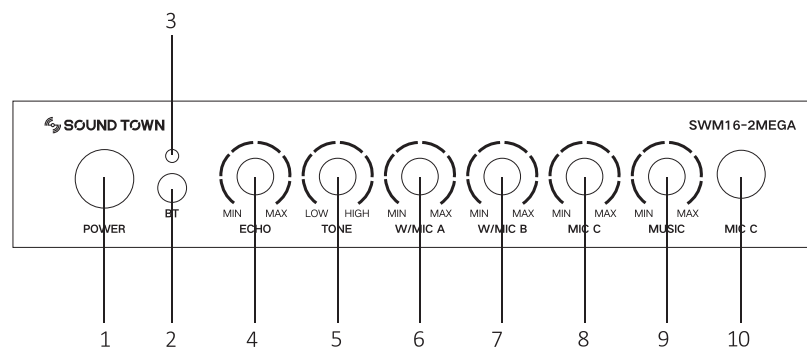 3
SOUND TOWN
SWM16-2MEGA
MIN MAX LOW HIGH MIN MAX MIN MAX MIN MAX MIN MAX
POWER BT ECHO TONE W/MIC A W/MIC B MIC C MUSIC MIC C
1 2 4 5 6 7 8 9 10